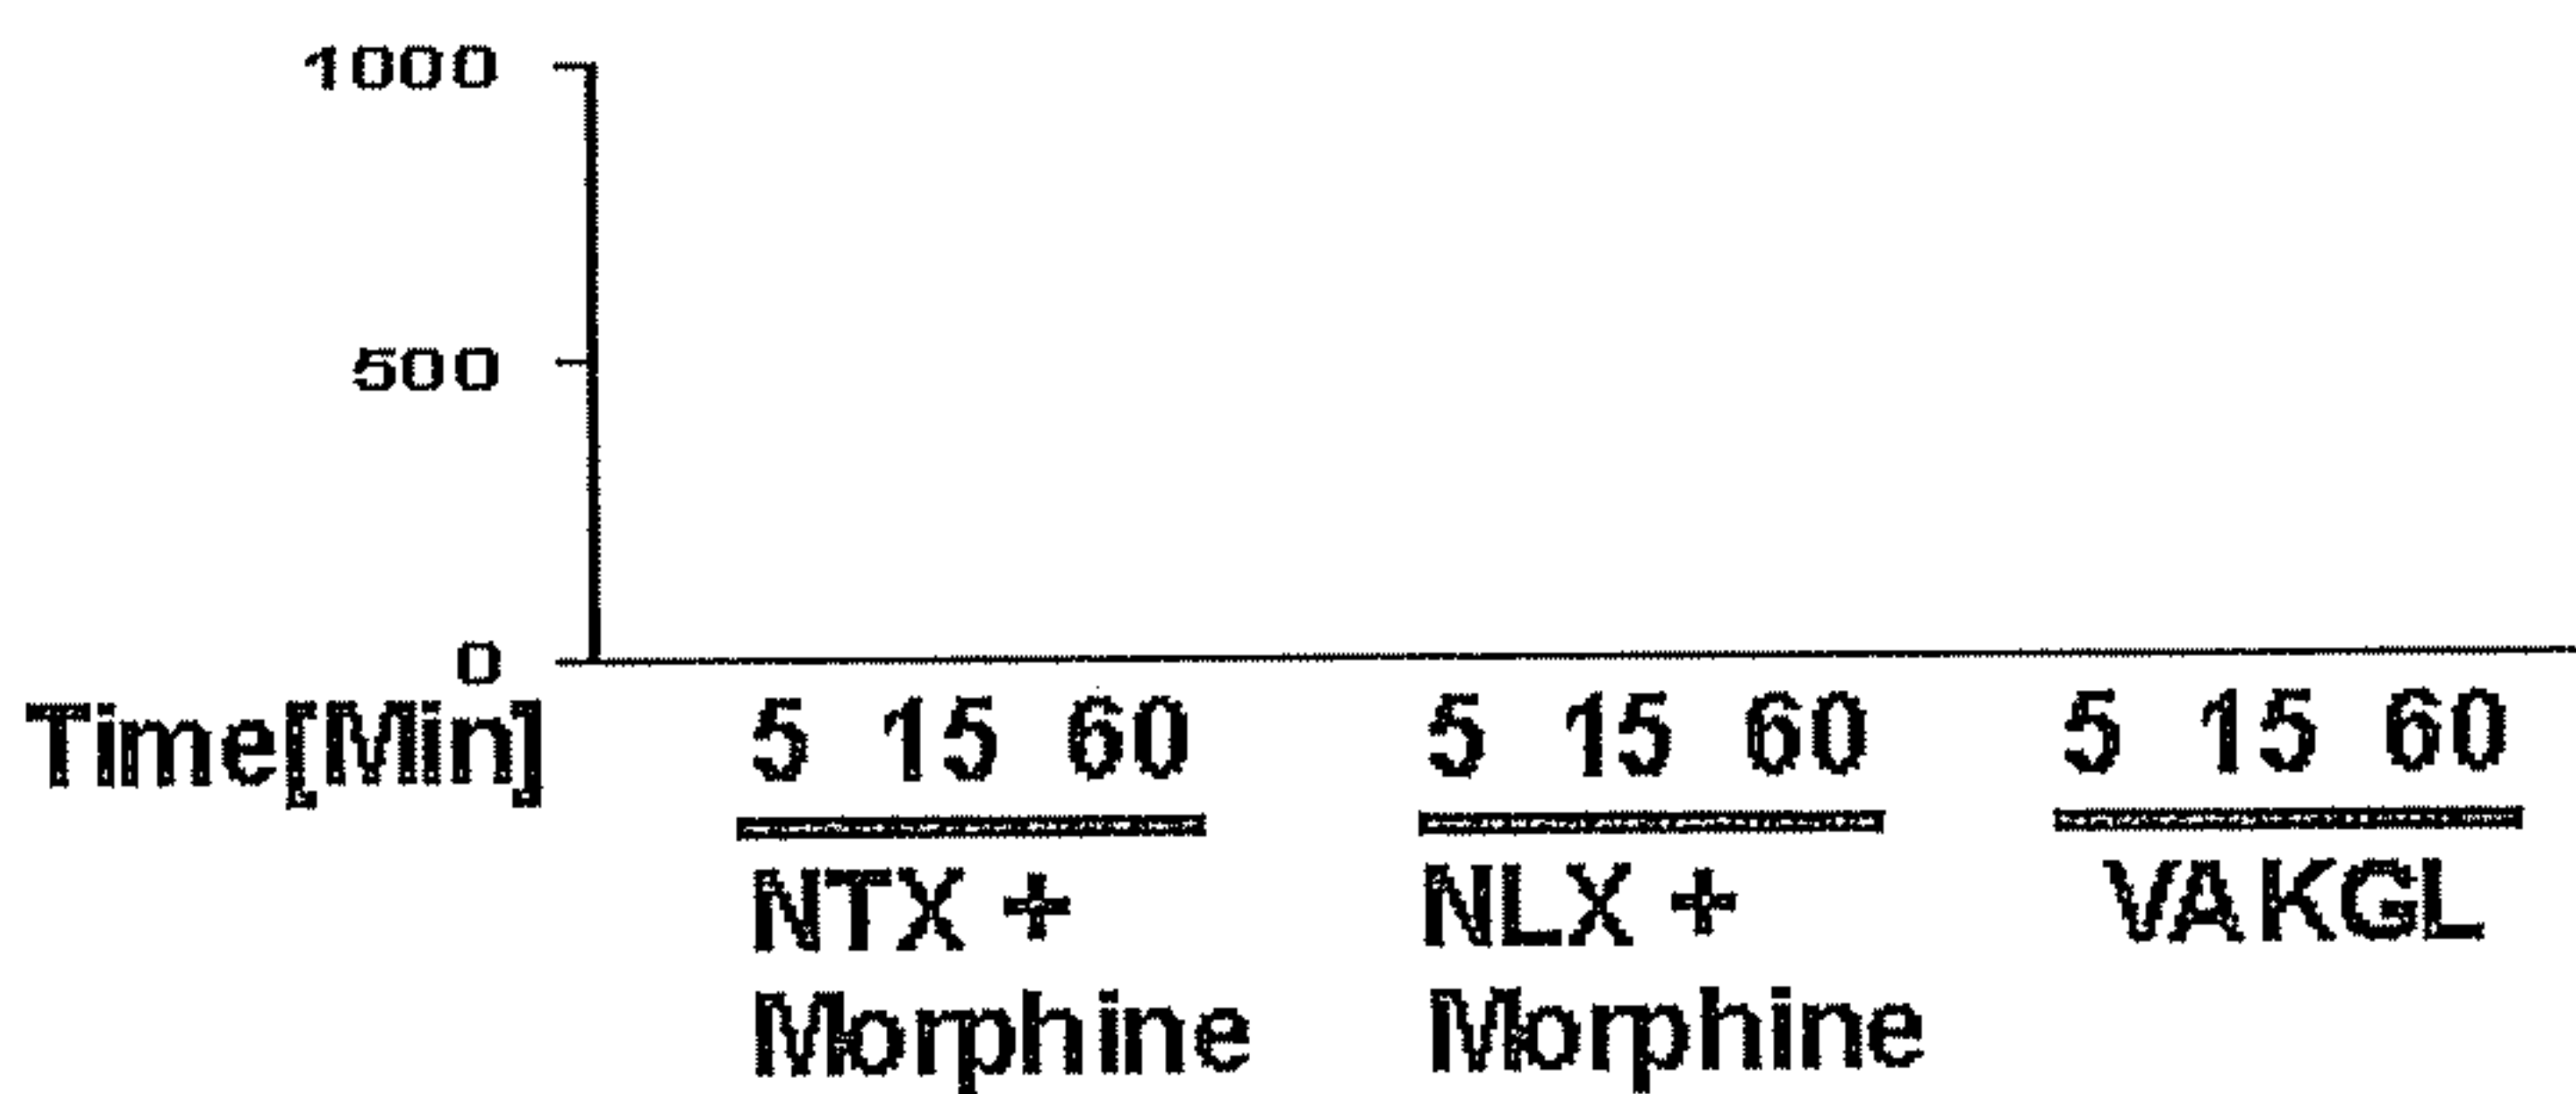 1000
500
0
Time[Min] 5 15 60 5 15 60 5 15 60
NTX + NLX + VAKGL
Morphine Morphine